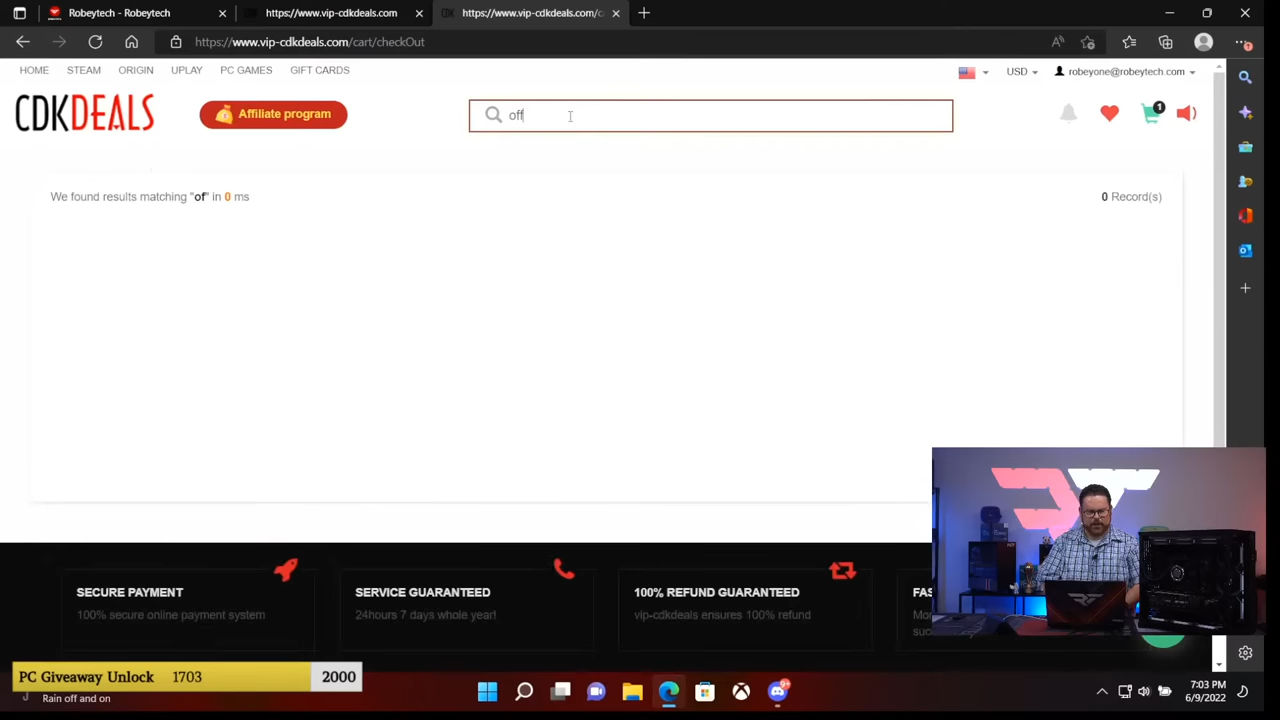 Robeytech - Robeytech
https://www.vip-cdkdeals.com
https://www.vip-cdkdeals.com/c
https://www.vip-cdkdeals.com/cart/checkOut
HOME STEAM ORIGIN UPLAY PC GAMES GIFT CARDS
USD robeyone@robeytech.com
CDKDEALS
Affiliate program
off
1
We found results matching "of" in 0 ms
0 Record(s)
SECURE PAYMENT
100% secure online payment system
SERVICE GUARANTEED
24hours 7 days whole year!
100% REFUND GUARANTEED
vip-cdkdeals ensures 100% refund
PC Giveaway Unlock 1703 2000
Rain off and on
7:03 PM
6/9/2022